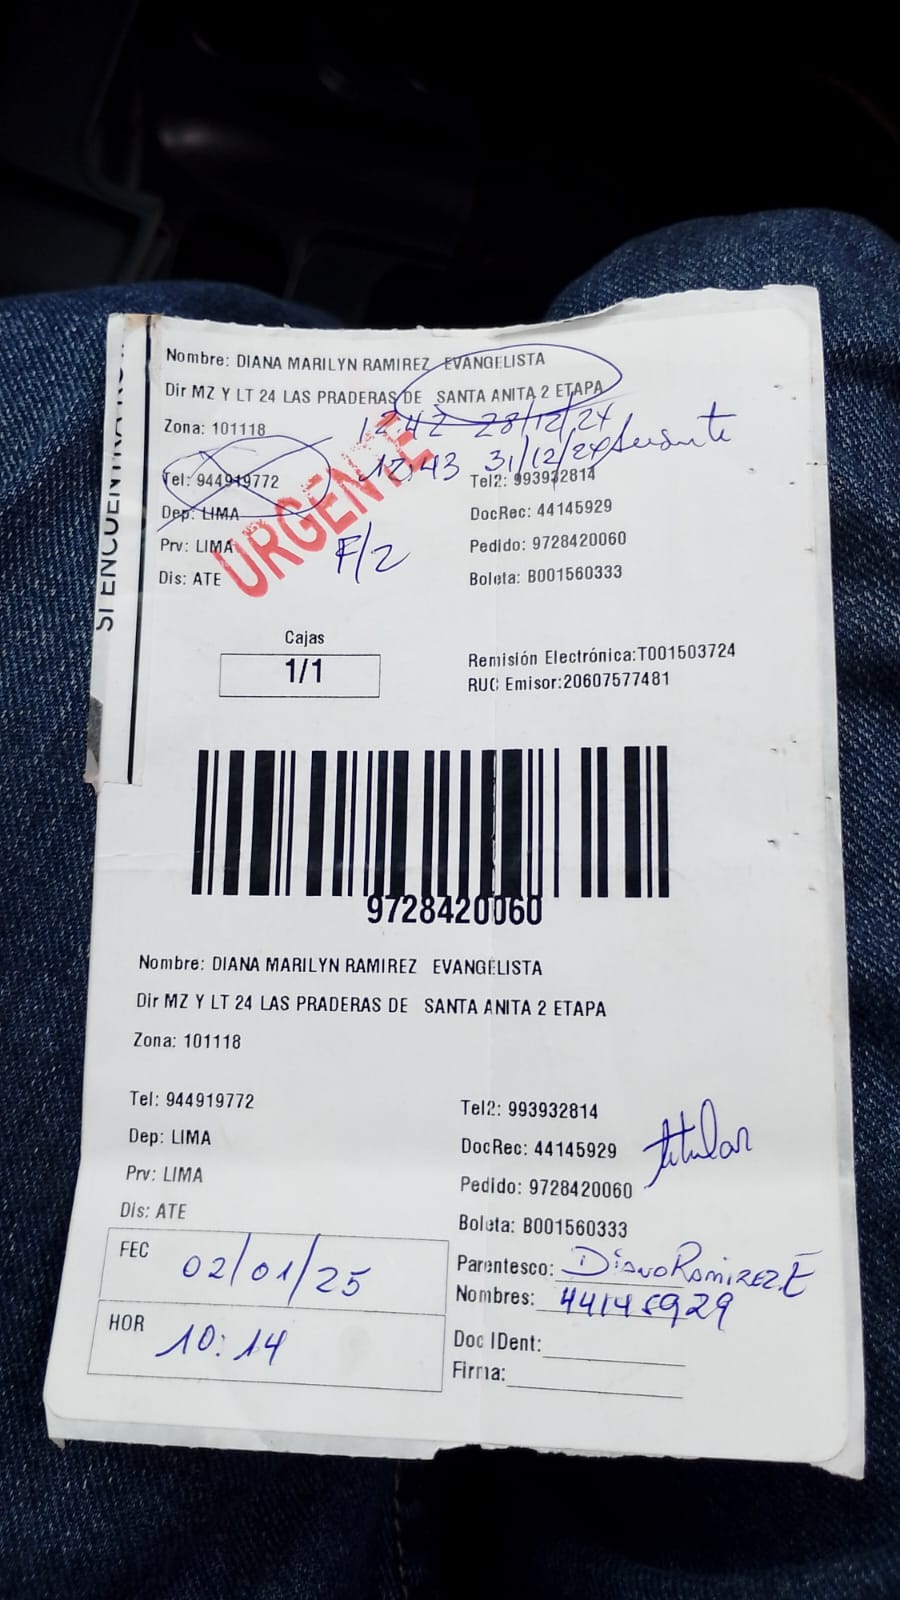 SI ENCUENTRA
Nombre: DIANA MARILYN RAMIREZ EVANGELISTA
Dir MZ Y LT 24 LAS PRADERAS DE SANTA ANITA 2 ETAPA
Zona: 101118
12:42 28/12/24
12:43 31/12/24 Ausente
Tel: 944919772
Tel2: 993932814
Dep: LIMA
DocRec: 44145929
URGENTE
Prv: LIMA
F/2
Pedido: 9728420060
Dis: ATE
Boleta: B001560333
Cajas
1/1
Remisión Electrónica:T001503724
RUC Emisor:20607577481
9728420060
Nombre: DIANA MARILYN RAMIREZ EVANGELISTA
Dir MZ Y LT 24 LAS PRADERAS DE SANTA ANITA 2 ETAPA
Zona: 101118
Tel: 944919772
Tel2: 993932814
Dep: LIMA
DocRec: 44145929
titular
Prv: LIMA
Pedido: 9728420060
Dis: ATE
Boleta: B001560333
FEC 02/01/25
Parentesco: Diana RamiREZ.E
Nombres: 44145929
HOR 10:14
Doc IDent:
Firma: